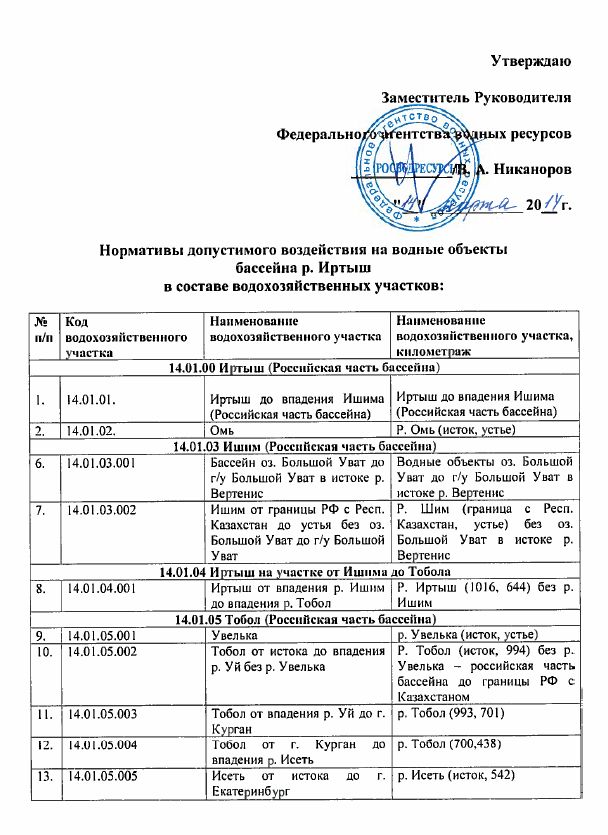 Утверждаю
Заместитель Руководителя
Федерального агентства водных ресурсов
РОСВОДРЕСУРСЫ
В. А. Никаноров
"14" марта 2014 г.
Нормативы допустимого воздействия на водные объекты
бассейна р. Иртыш
в составе водохозяйственных участков:
№ п/п
Код
водохозяйственного
участка
Наименование
водохозяйственного участка
Наименование
водохозяйственного участка,
километраж
14.01.00 Иртыш (Российская часть бассейна)
1.
14.01.01.
Иртыш до впадения Ишима
(Российская часть бассейна)
Иртыш до впадения Ишима
(Российская часть бассейна)
2.
14.01.02.
Омь
Р. Омь (исток, устье)
14.01.03 Ишим (Российская часть бассейна)
6.
14.01.03.001
Бассейн оз. Большой Уват до
г/у Большой Уват в истоке р.
Вертенис
Водные объекты оз. Большой
Уват до г/у Большой Уват в
истоке р. Вертенис
7.
14.01.03.002
Ишим от границы РФ с Респ.
Казахстан до устья без оз.
Большой Уват до г/у Большой
Уват
Р. Шим (граница с Респ.
Казахстан, устье) без оз.
Большой Уват в истоке р.
Вертенис
14.01.04 Иртыш на участке от Ишима до Тобола
8.
14.01.04.001
Иртыш от впадения р. Ишим
до впадения р. Тобол
Р. Иртыш (1016, 644) без р.
Ишим
14.01.05 Тобол (Российская часть бассейна)
9.
14.01.05.001
Увелька
р. Увелька (исток, устье)
10.
14.01.05.002
Тобол от истока до впадения
р. Уй без р. Увелька
Р. Тобол (исток, 994) без р.
Увелька – российская часть
бассейна до границы РФ с
Казахстаном
11.
14.01.05.003
Тобол от впадения р. Уй до г.
Курган
р. Тобол (993, 701)
12.
14.01.05.004
Тобол от г. Курган до
впадения р. Исеть
р. Тобол (700,438)
13.
14.01.05.005
Исеть от истока до г.
Екатеринбург
р. Исеть (исток, 542)